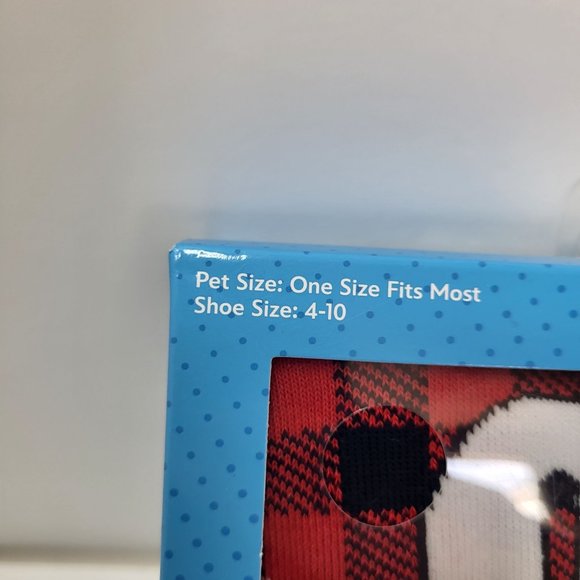 Pet Size: One Size Fits Most
Shoe Size: 4-10